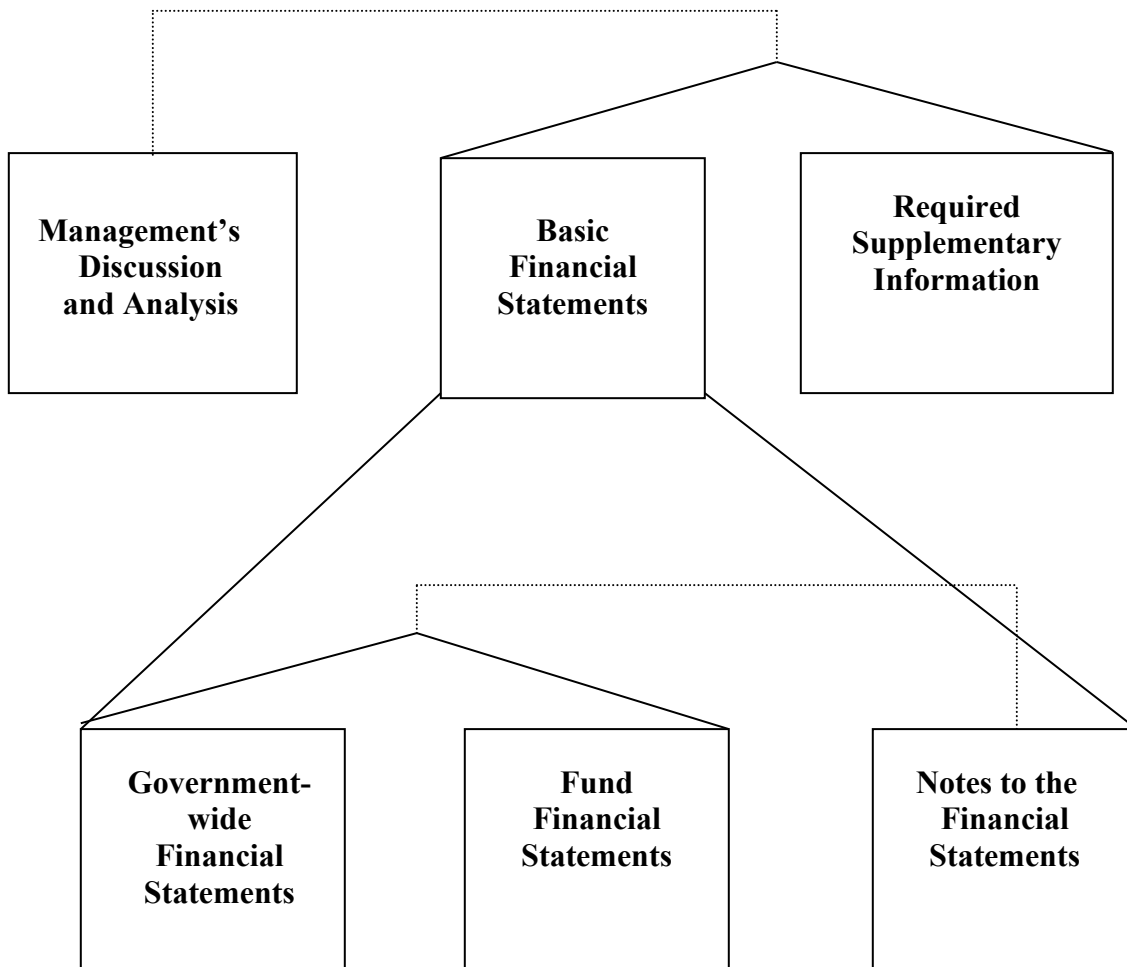 Management’s
Discussion
and Analysis
Basic
Financial
Statements
Required
Supplementary
Information
Government-
wide
Financial
Statements
Fund
Financial
Statements
Notes to the
Financial
Statements